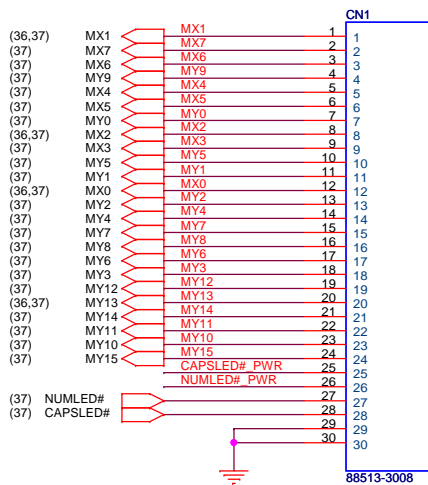 CN1
(36,37) MX1 MX1 1 1
(37) MX7 MX7 2 2
(37) MX6 MX6 3 3
(37) MY9 MY9 4 4
(37) MX4 MX4 5 5
(37) MX5 MX5 6 6
(37) MY0 MY0 7 7
(36,37) MX2 MX2 8 8
(37) MX3 MX3 9 9
(37) MY5 MY5 10 10
(37) MY1 MY1 11 11
(36,37) MX0 MX0 12 12
(37) MY2 MY2 13 13
(37) MY4 MY4 14 14
(37) MY7 MY7 15 15
(37) MY8 MY8 16 16
(37) MY6 MY6 17 17
(37) MY3 MY3 18 18
(37) MY12 MY12 19 19
(36,37) MY13 MY13 20 20
(37) MY14 MY14 21 21
(37) MY11 MY11 22 22
(37) MY10 MY10 23 23
(37) MY15 MY15 24 24
CAPSLED#_PWR 25 25
NUMLED#_PWR 26 26
(37) NUMLED# 27 27
(37) CAPSLED# 28 28
29 29
30 30
88513-3008